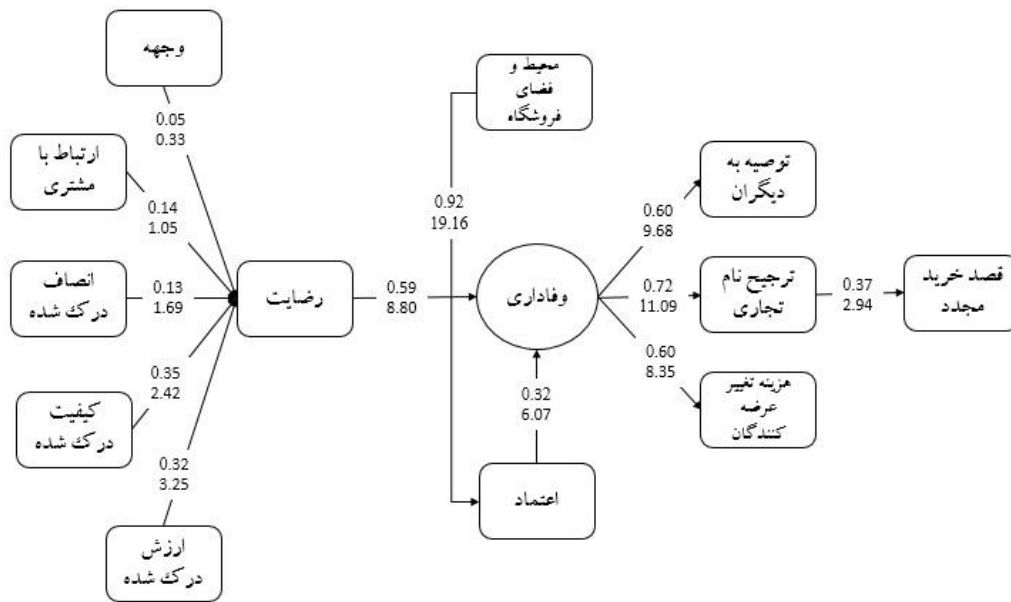 وجهه
0.05
0.33
ارتباط با
مشتری
0.14
1.05
انصاف
درک شده
0.13
1.69
کیفیت
درک شده
0.35
2.42
ارزش
درک شده
0.32
3.25
رضایت
0.59
8.80
محیط و
فضای
فروشگاه
0.92
19.16
وفاداری
0.32
6.07
اعتماد
0.60
9.68
توصیه به
دیگران
0.72
11.09
ترجیح نام
تجاری
0.37
2.94
قصد خرید
مجدد
0.60
8.35
هزینه تغییر
عرضه
کنندگان